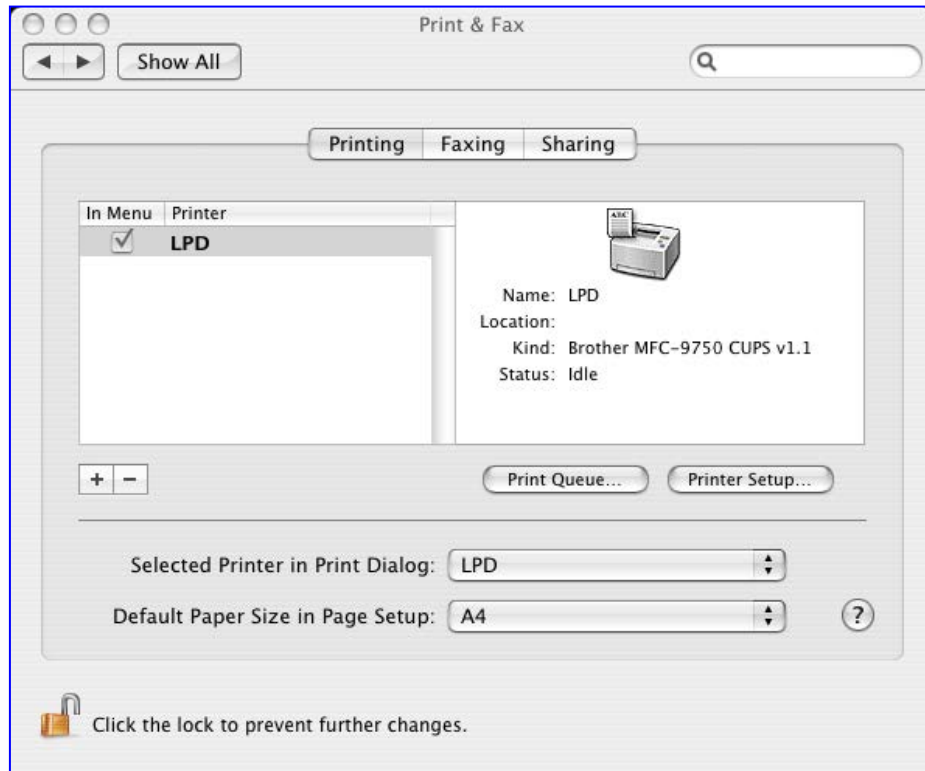 Print & Fax
Show All
Printing Faxing Sharing
In Menu Printer
LPD
ABC
Name: LPD
Location:
Kind: Brother MFC-9750 CUPS v1.1
Status: Idle
+ −
Print Queue... Printer Setup...
Selected Printer in Print Dialog: LPD
Default Paper Size in Page Setup: A4 ?
Click the lock to prevent further changes.